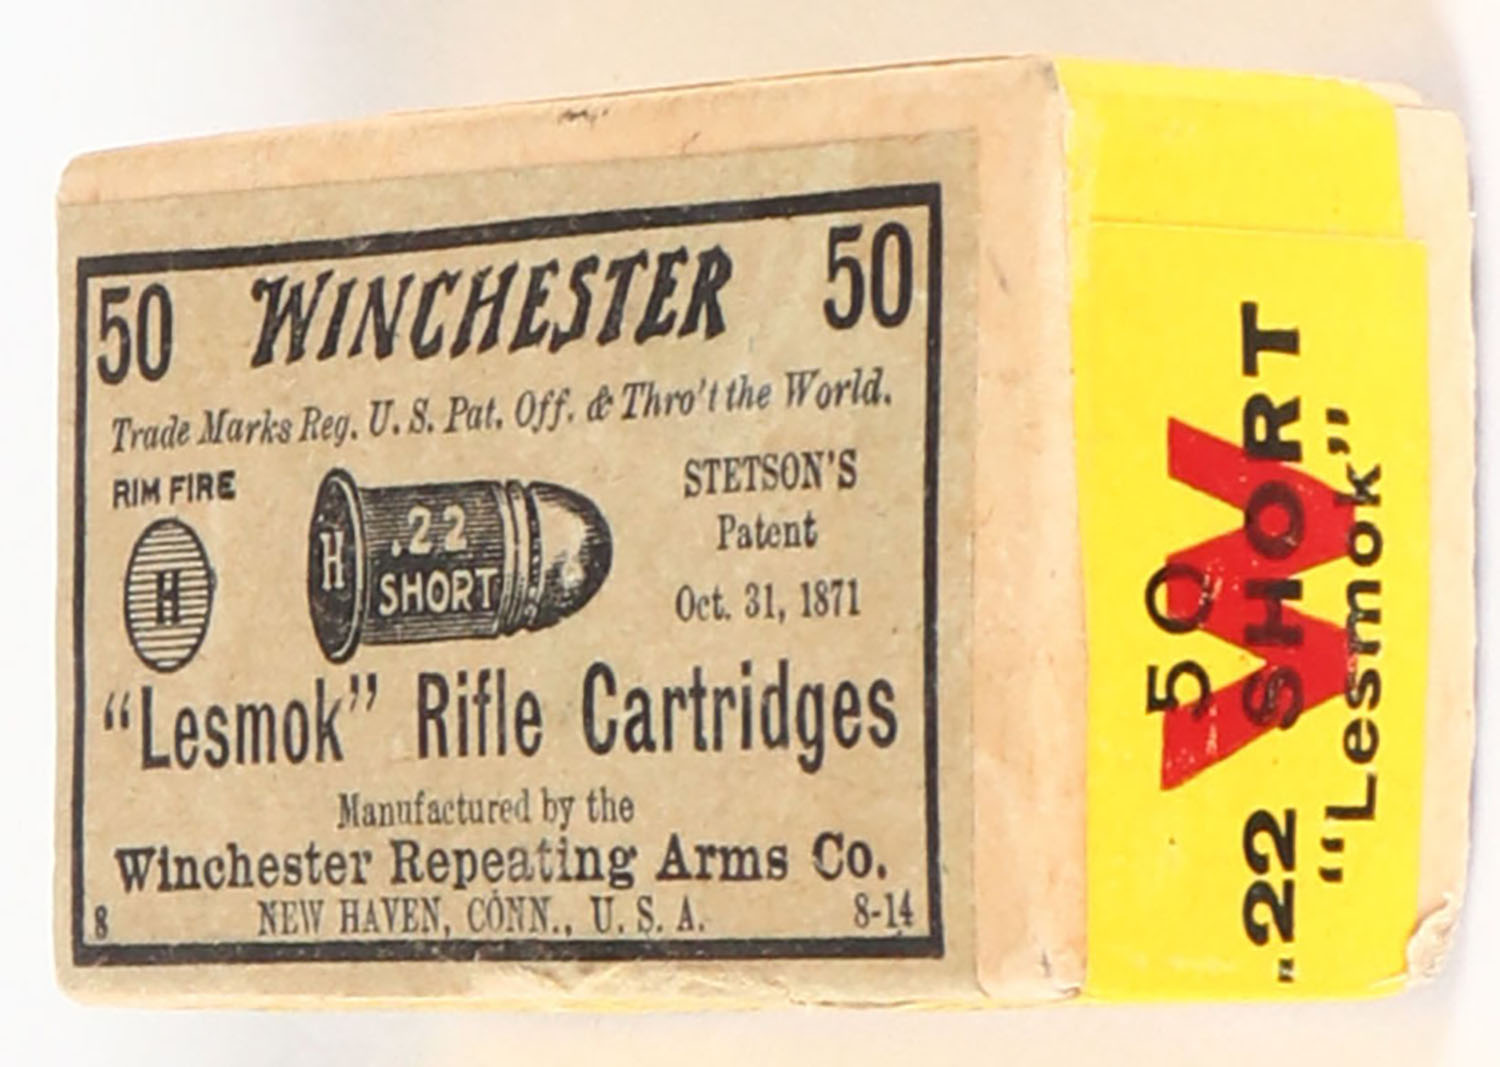 50 WINCHESTER 50
Trade Marks Reg. U. S. Pat. Off. & Thro't the World.
RIM FIRE
H
H
.22
SHORT
STETSON'S
Patent
Oct. 31, 1871
"Lesmok" Rifle Cartridges
Manufactured by the
Winchester Repeating Arms Co.
NEW HAVEN, CONN., U. S. A.
8
8-14
W
50
.22 SHORT
"Lesmok"